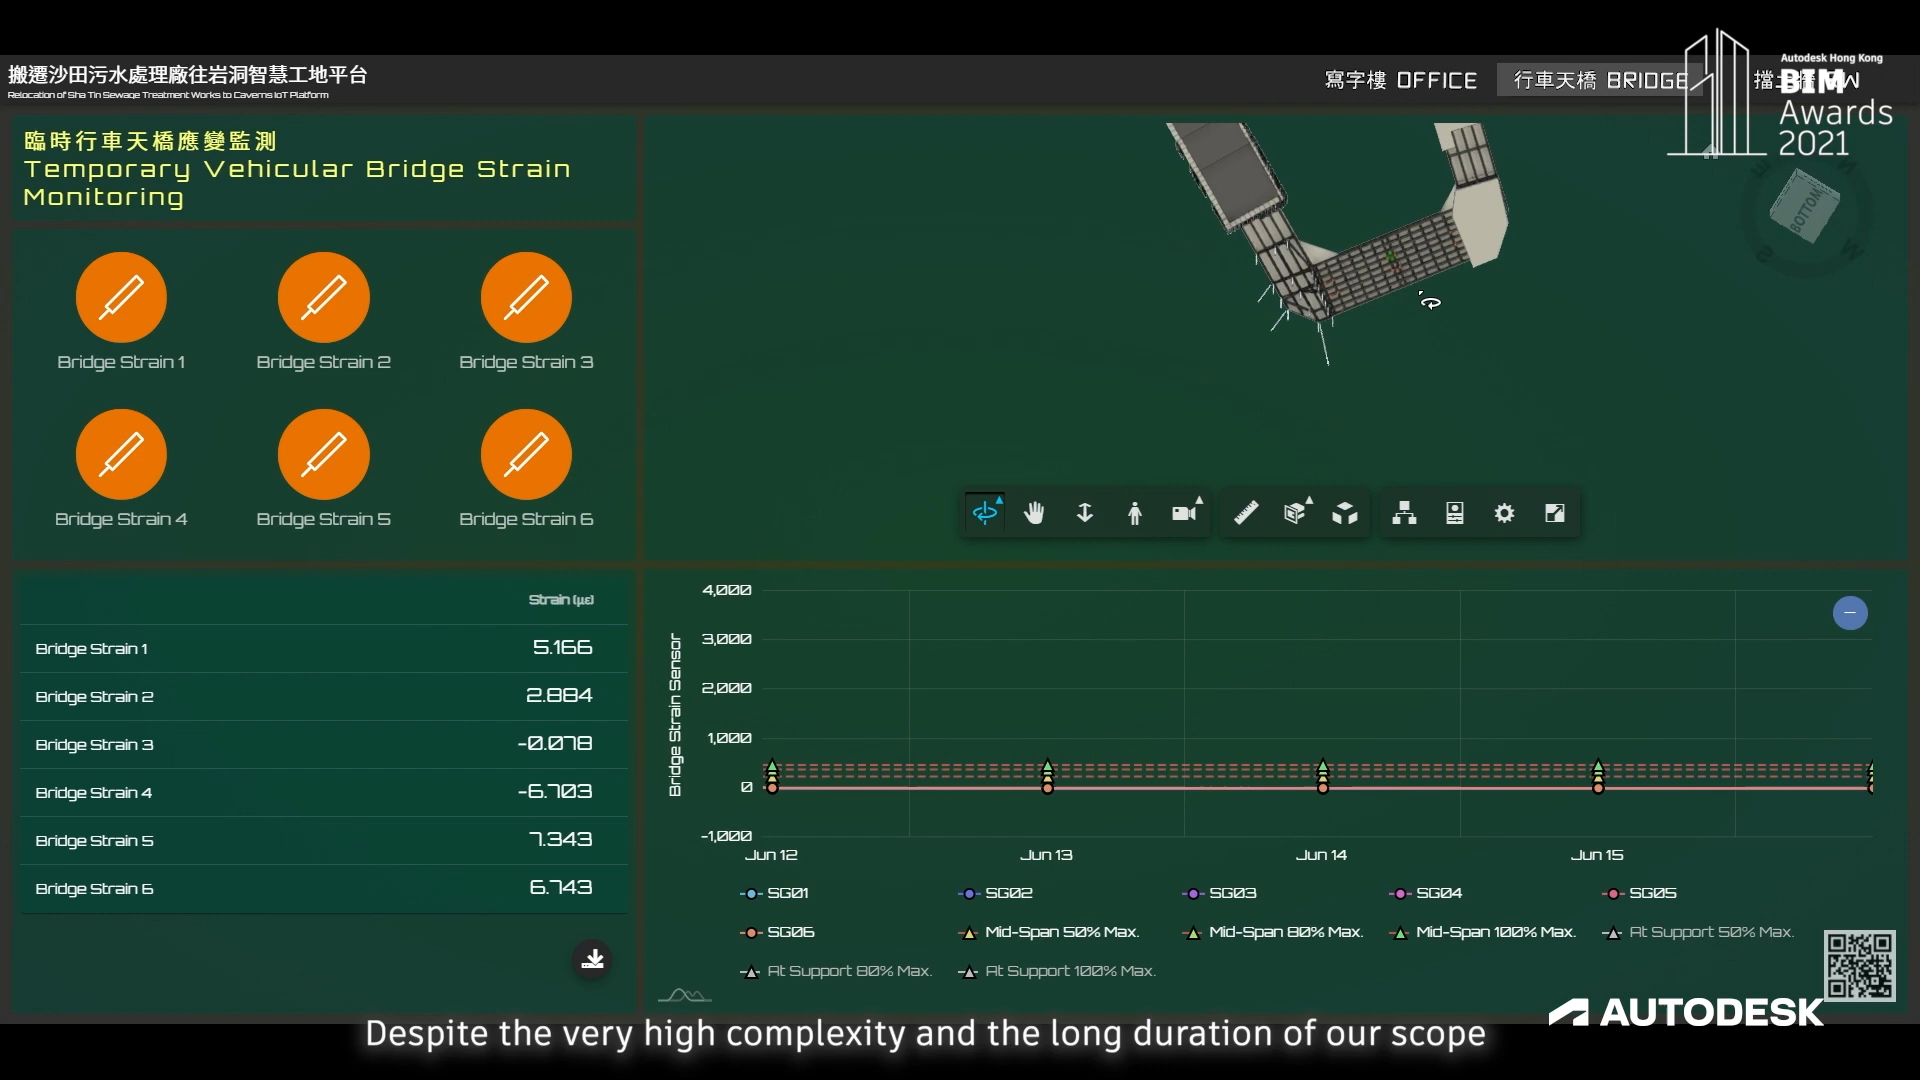 搬遷沙田污水處理廠往岩洞智慧工地平台
Relocation of Sha Tin Sewage Treatment Works to Caverns IoT Platform
寫字樓 OFFICE
行車天橋 BRIDGE
Autodesk Hong Kong
BIM
Awards
2021
臨時行車天橋應變監測
Temporary Vehicular Bridge Strain
Monitoring
BOTTOM
Bridge Strain 1
Bridge Strain 2
Bridge Strain 3
Bridge Strain 4
Bridge Strain 5
Bridge Strain 6
Strain (με)
Bridge Strain 1 5.166
Bridge Strain 2 2.884
Bridge Strain 3 -0.078
Bridge Strain 4 -6.703
Bridge Strain 5 7.343
Bridge Strain 6 6.743
Bridge Strain Sensor
4,000
3,000
2,000
1,000
0
-1,000
Jun 12 Jun 13 Jun 14 Jun 15
SG01 SG02 SG03 SG04 SG05
SG06 Mid-Span 50% Max. Mid-Span 80% Max. Mid-Span 100% Max. At Support 50% Max.
At Support 80% Max. At Support 100% Max.
AUTODESK
Despite the very high complexity and the long duration of our scope